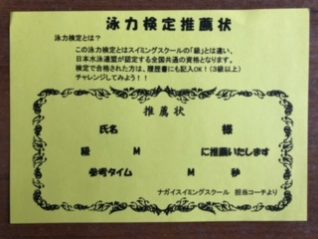 泳力検定推薦状
泳力検定とは？
この泳力検定とはスイミングスクールの「級」とは違い、
日本水泳連盟が認定する全国共通の資格となります。
検定で合格された方は、履歴書にも記入OK！（3級以上）
チャレンジしてみよう！！
推薦状
氏名 様
級 M に推薦いたします
参考タイム M 秒
ナガイスイミングスクール 担当コーチより